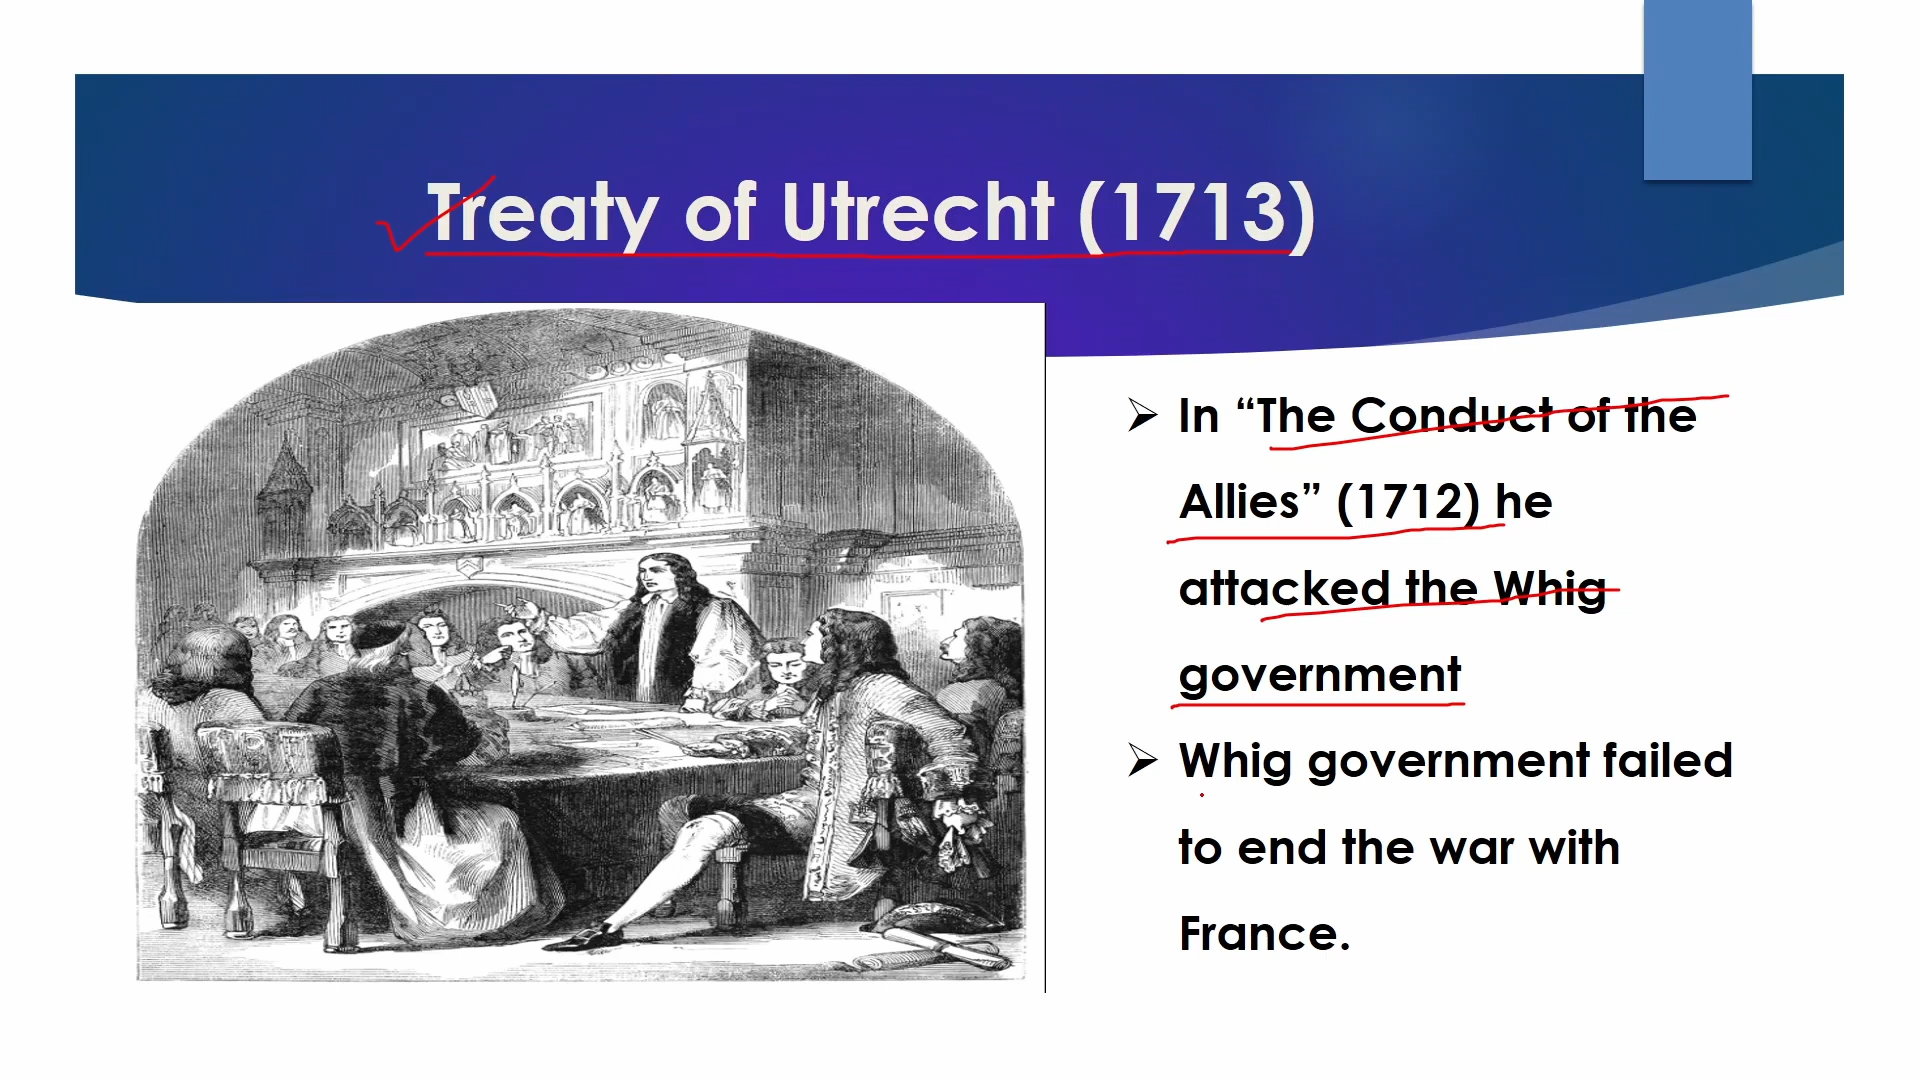 Treaty of Utrecht (1713)
In “The Conduct of the
Allies” (1712) he
attacked the Whig
government
Whig government failed
to end the war with
France.